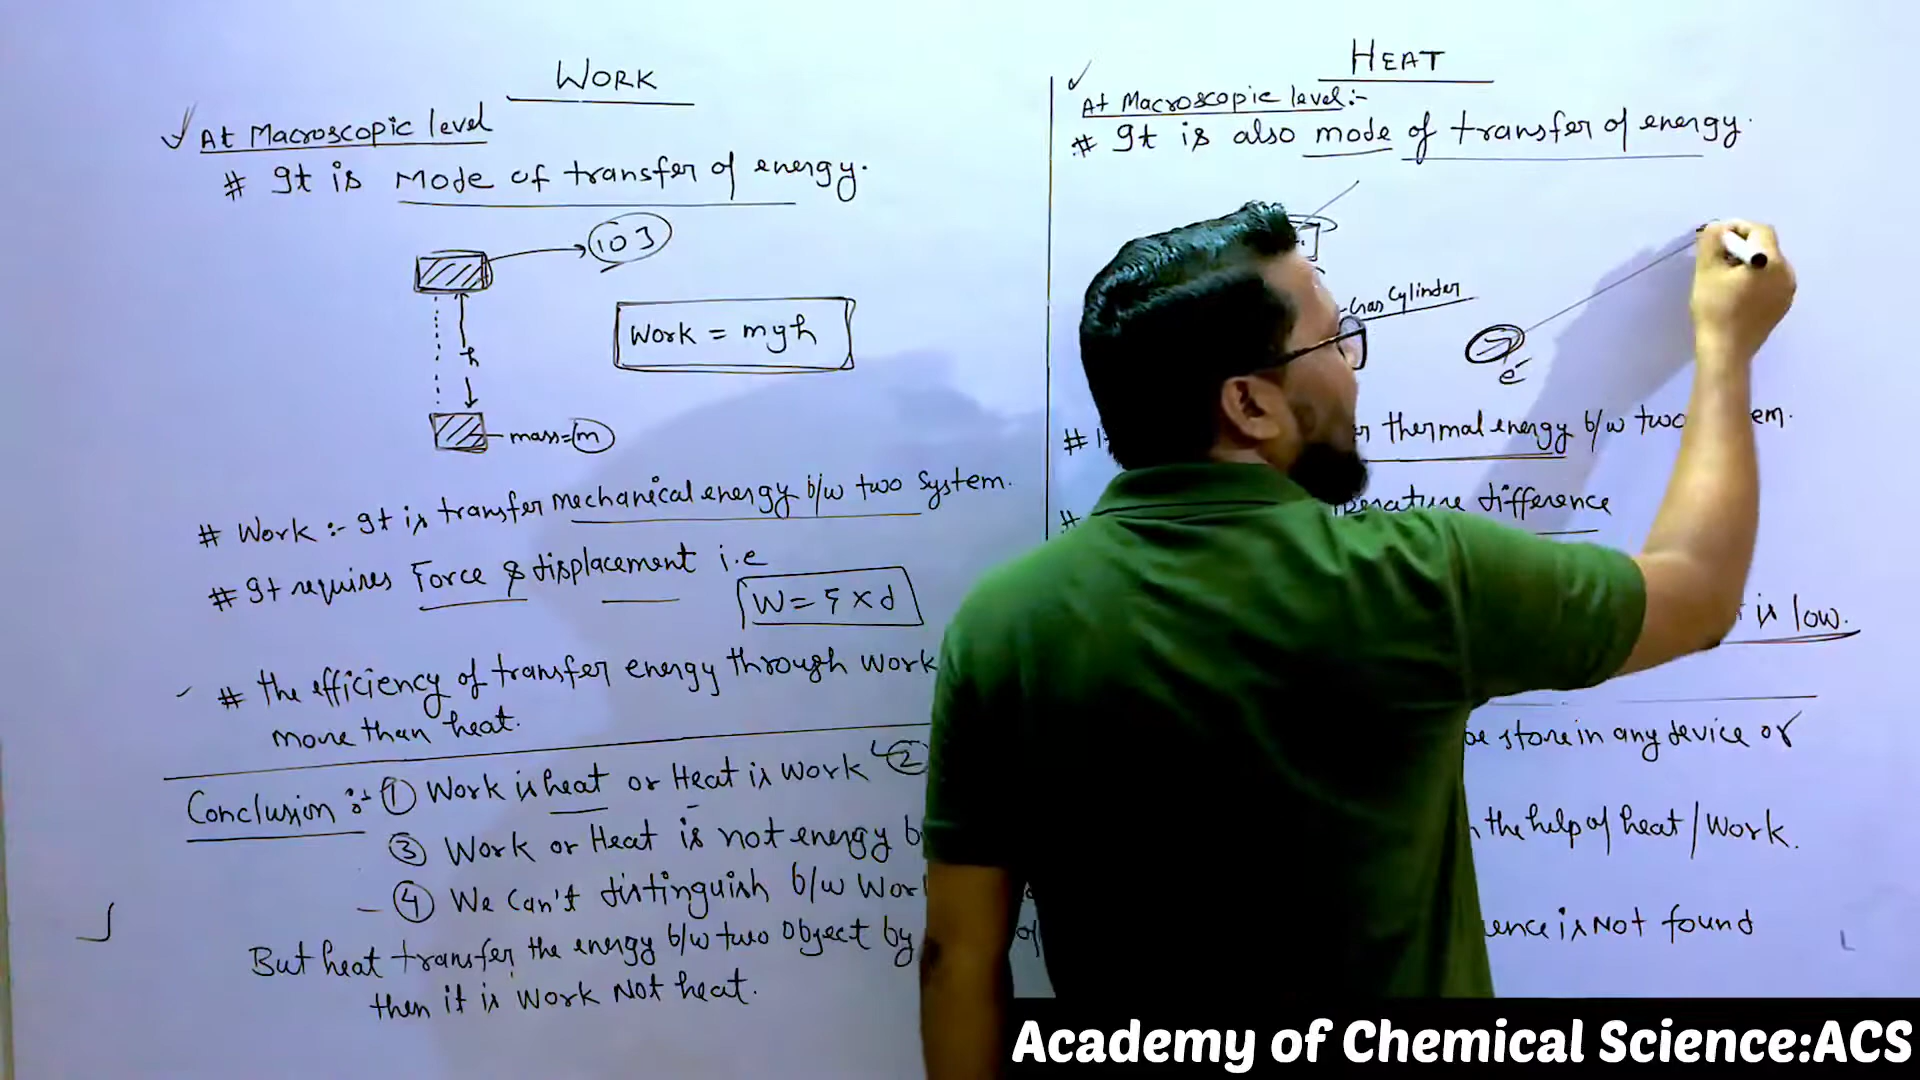 WORK
At Macroscopic level
# It is Mode of transfer of energy.
10 J
Work = mgh
h
mass=m
# Work :- It is transfer mechanical energy b/w two system.
# It requires Force & displacement i.e
W = F x d
# the efficiency of transfer energy through work
more than heat.
Conclusion :- ① Work is heat or Heat is work ②
③ Work or Heat is not energy
④ We can't distinguish b/w
But heat transfer the energy b/w two object by
then it is work Not heat.
HEAT
At Macroscopic level:-
# It is also mode of transfer of energy.
Gas Cylinder
e-
# thermal energy b/w two
# difference
is low.
store in any device or
the help of heat/work.
is Not found
Academy of Chemical Science:ACS